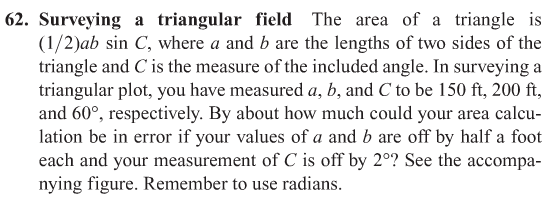 62. Surveying a triangular field The area of a triangle is
(1/2)ab sin C, where a and b are the lengths of two sides of the
triangle and C is the measure of the included angle. In surveying a
triangular plot, you have measured a, b, and C to be 150 ft, 200 ft,
and 60°, respectively. By about how much could your area calcu-
lation be in error if your values of a and b are off by half a foot
each and your measurement of C is off by 2°? See the accompa-
nying figure. Remember to use radians.